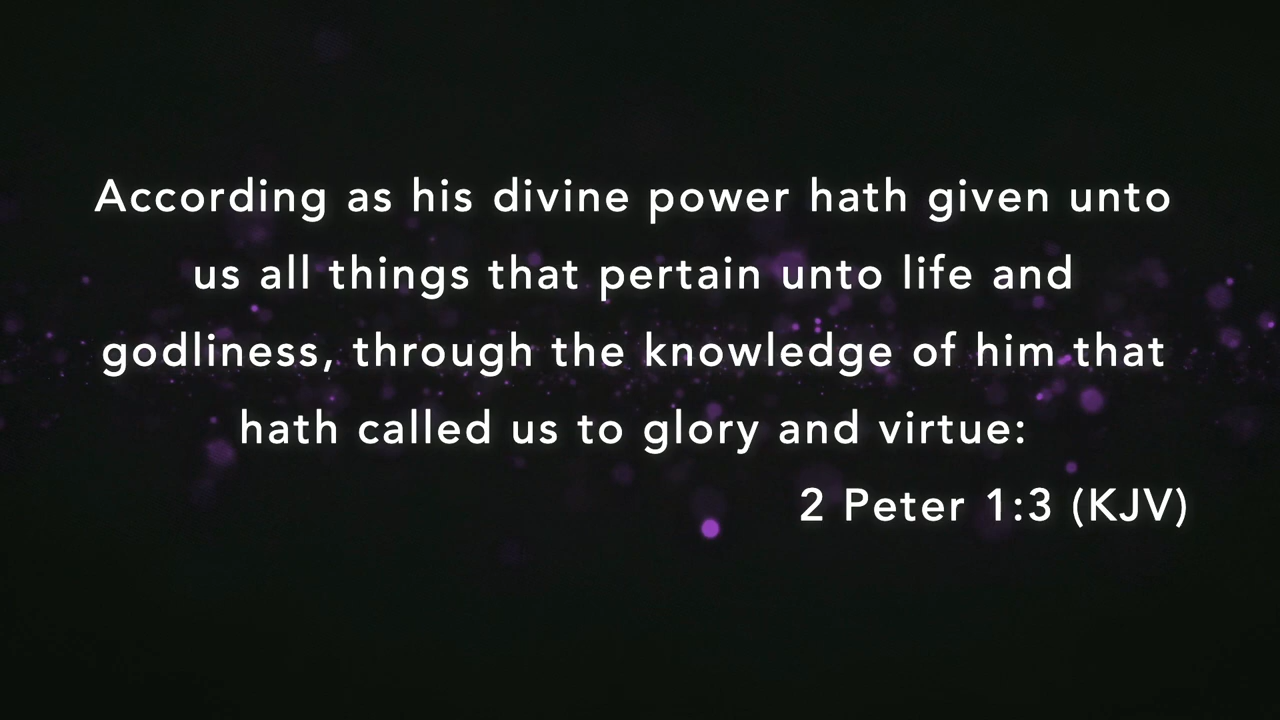 According as his divine power hath given unto
us all things that pertain unto life and
godliness, through the knowledge of him that
hath called us to glory and virtue:
2 Peter 1:3 (KJV)